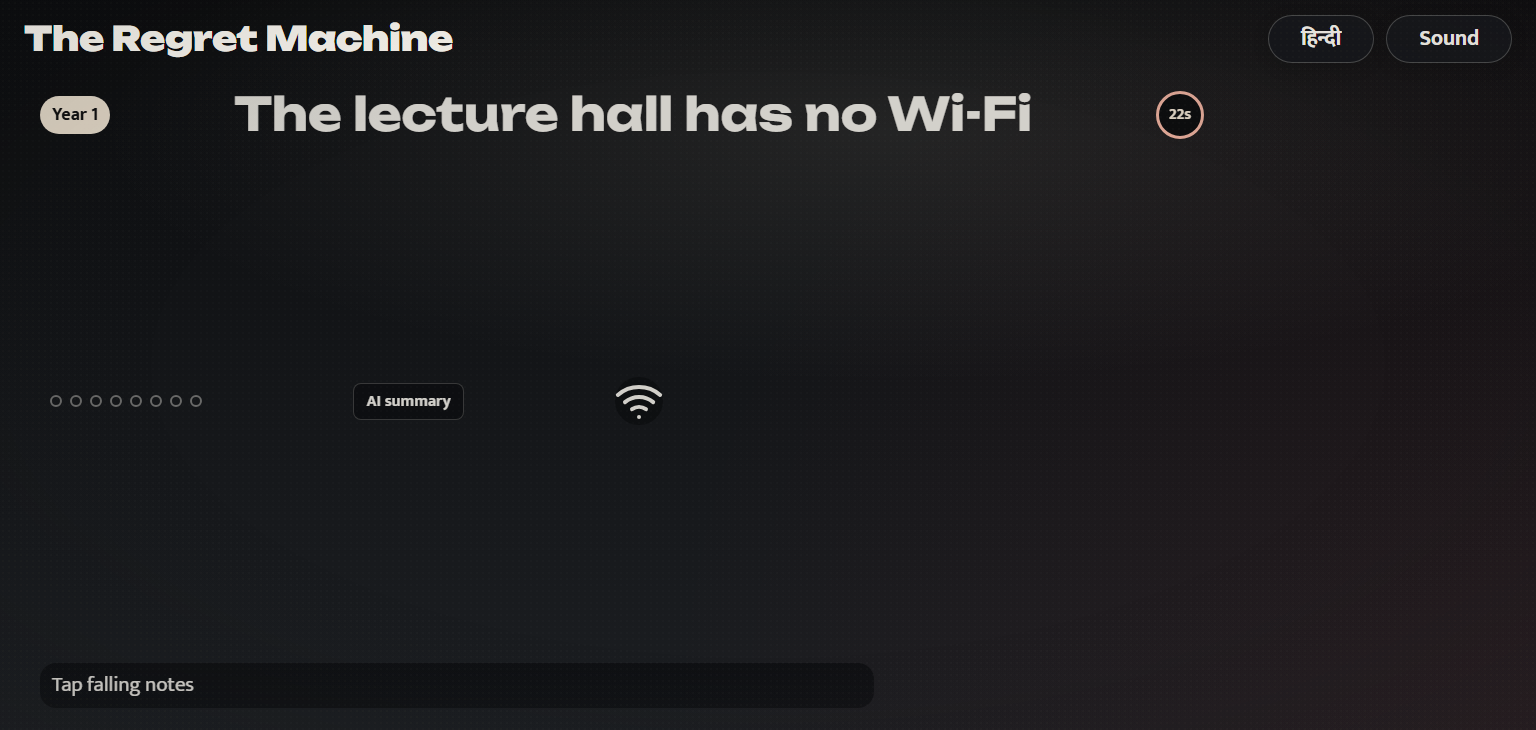 The Regret Machine
हिन्दी
Sound
Year 1
The lecture hall has no Wi-Fi
22s
AI summary
Tap falling notes